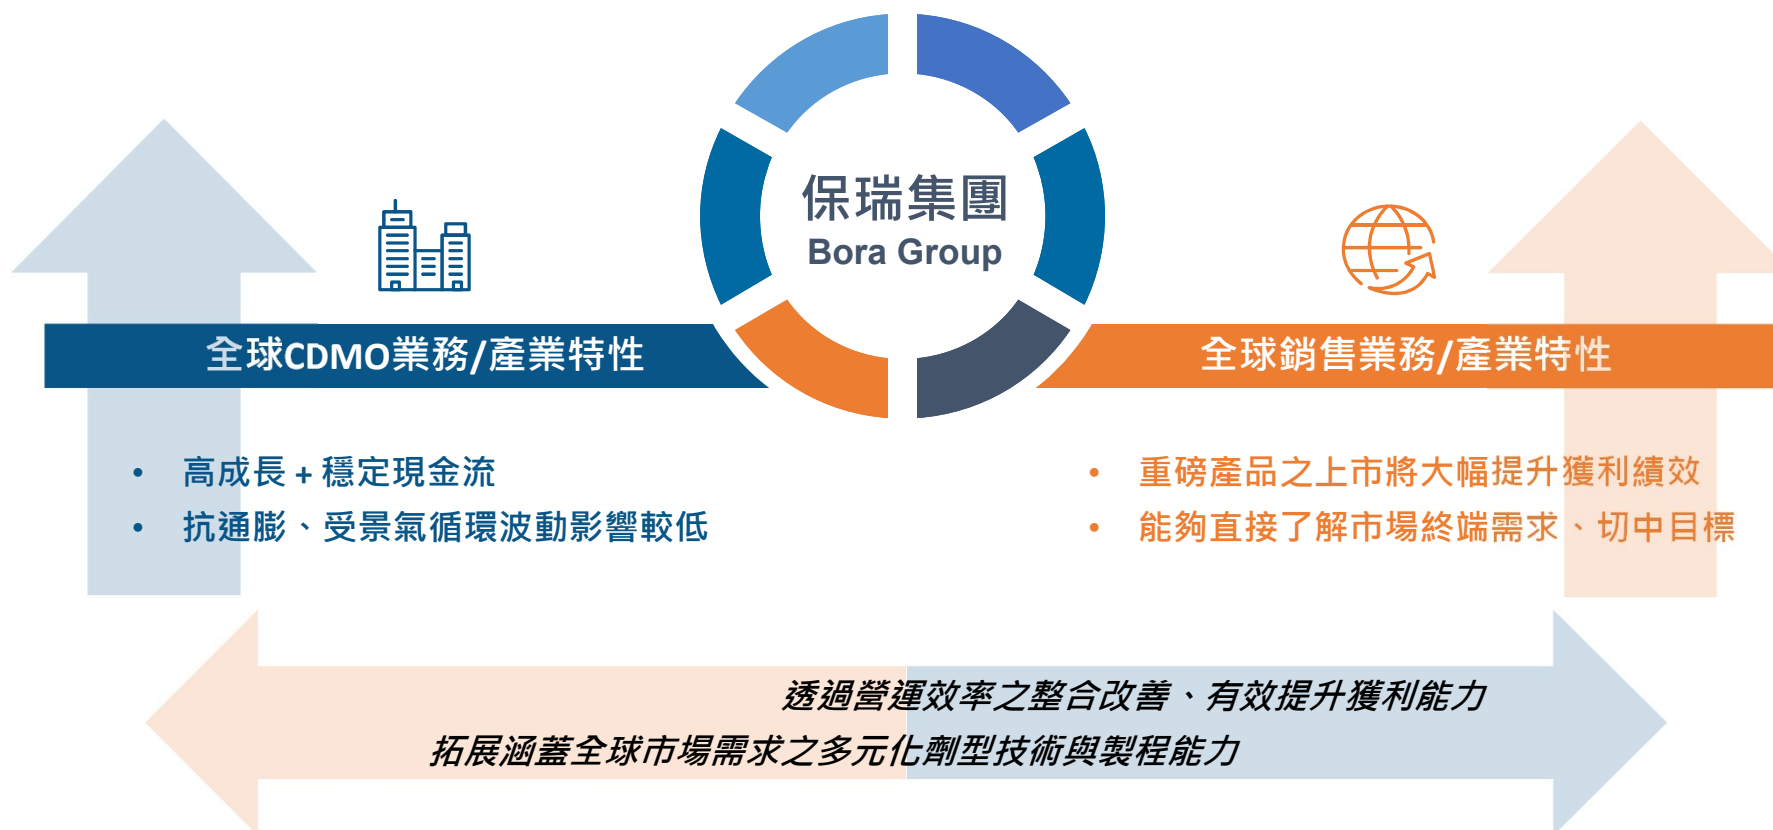 保瑞集團
Bora Group
全球CDMO業務/產業特性
• 高成長 + 穩定現金流
• 抗通膨、受景氣循環波動影響較低
全球銷售業務/產業特性
• 重磅產品之上市將大幅提升獲利績效
• 能夠直接了解市場終端需求、切中目標
透過營運效率之整合改善、有效提升獲利能力
拓展涵蓋全球市場需求之多元化劑型技術與製程能力